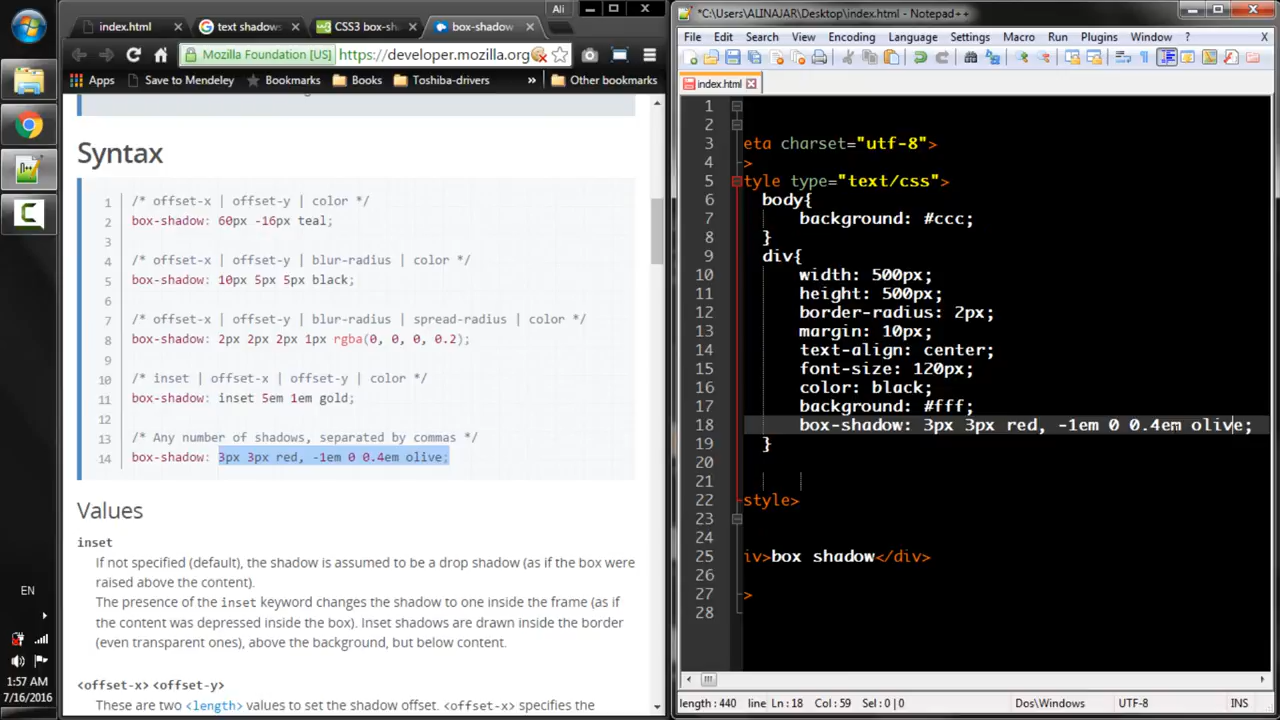 index.html
text shadows
CSS3 box-sh
box-shadow
Ali
*C:\Users\ALINAJAR\Desktop\index.html - Notepad++
Mozilla Foundation [US]
https://developer.mozilla.org
File Edit Search View Encoding Language Settings Macro Run Plugins Window ?
X
Apps
Save to Mendeley
Bookmarks
Books
Toshiba-drivers
»
Other bookmarks
index.html
Syntax
1 /* offset-x | offset-y | color */
2 box-shadow: 60px -16px teal;
3
4 /* offset-x | offset-y | blur-radius | color */
5 box-shadow: 10px 5px 5px black;
6
7 /* offset-x | offset-y | blur-radius | spread-radius | color */
8 box-shadow: 2px 2px 2px 1px rgba(0, 0, 0, 0.2);
9
10 /* inset | offset-x | offset-y | color */
11 box-shadow: inset 5em 1em gold;
12
13 /* Any number of shadows, separated by commas */
14 box-shadow: 3px 3px red, -1em 0 0.4em olive;
Values
inset
If not specified (default), the shadow is assumed to be a drop shadow (as if the box were
raised above the content).
The presence of the inset keyword changes the shadow to one inside the frame (as if
the content was depressed inside the box). Inset shadows are drawn inside the border
(even transparent ones), above the background, but below content.
<offset-x> <offset-y>
These are two <length> values to set the shadow offset. <offset-x> specifies the
1
2
3 eta charset="utf-8">
4 >
5 tyle type="text/css">
6 body{
7 background: #ccc;
8 }
9 div{
10 width: 500px;
11 height: 500px;
12 border-radius: 2px;
13 margin: 10px;
14 text-align: center;
15 font-size: 120px;
16 color: black;
17 background: #fff;
18 box-shadow: 3px 3px red, -1em 0 0.4em olive;
19 }
20
21
22 style>
23
24
25 iv>box shadow</div>
26
27 >
28
length : 440 line Ln : 18 Col : 59 Sel : 0 | 0 Dos\Windows UTF-8 INS
EN
1:57 AM
7/16/2016